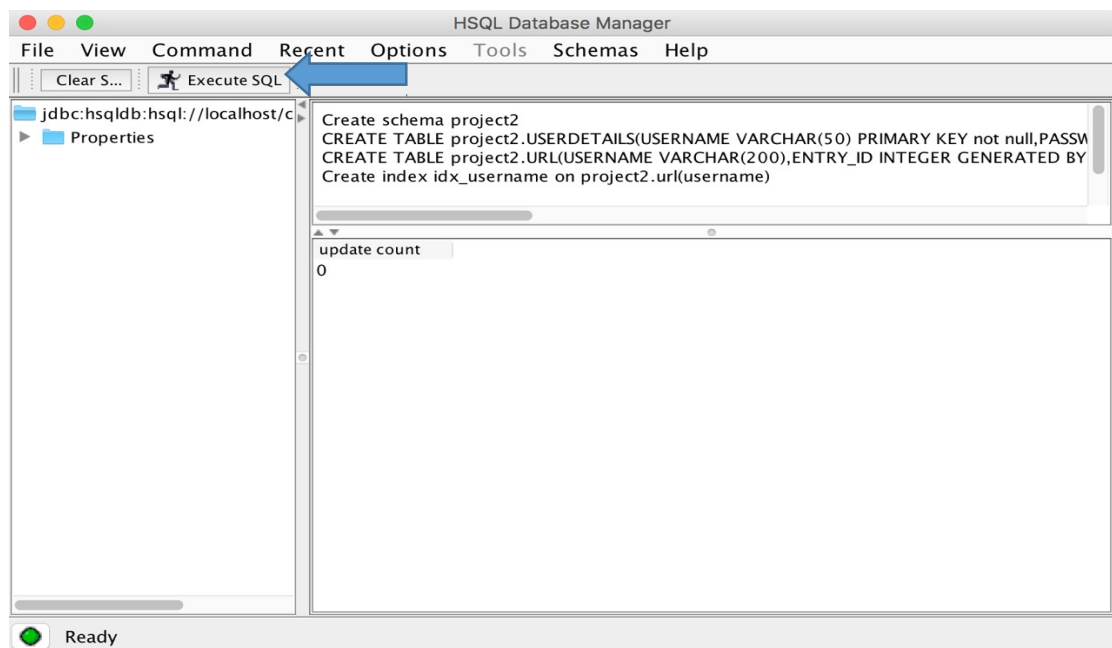 HSQL Database Manager
File View Command Recent Options Tools Schemas Help
Clear S... Execute SQL
jdbc:hsqldb:hsql://localhost/c
Properties
Create schema project2
CREATE TABLE project2.USERDETAILS(USERNAME VARCHAR(50) PRIMARY KEY not null,PASSW
CREATE TABLE project2.URL(USERNAME VARCHAR(200),ENTRY_ID INTEGER GENERATED BY
Create index idx_username on project2.url(username)
update count
0
Ready